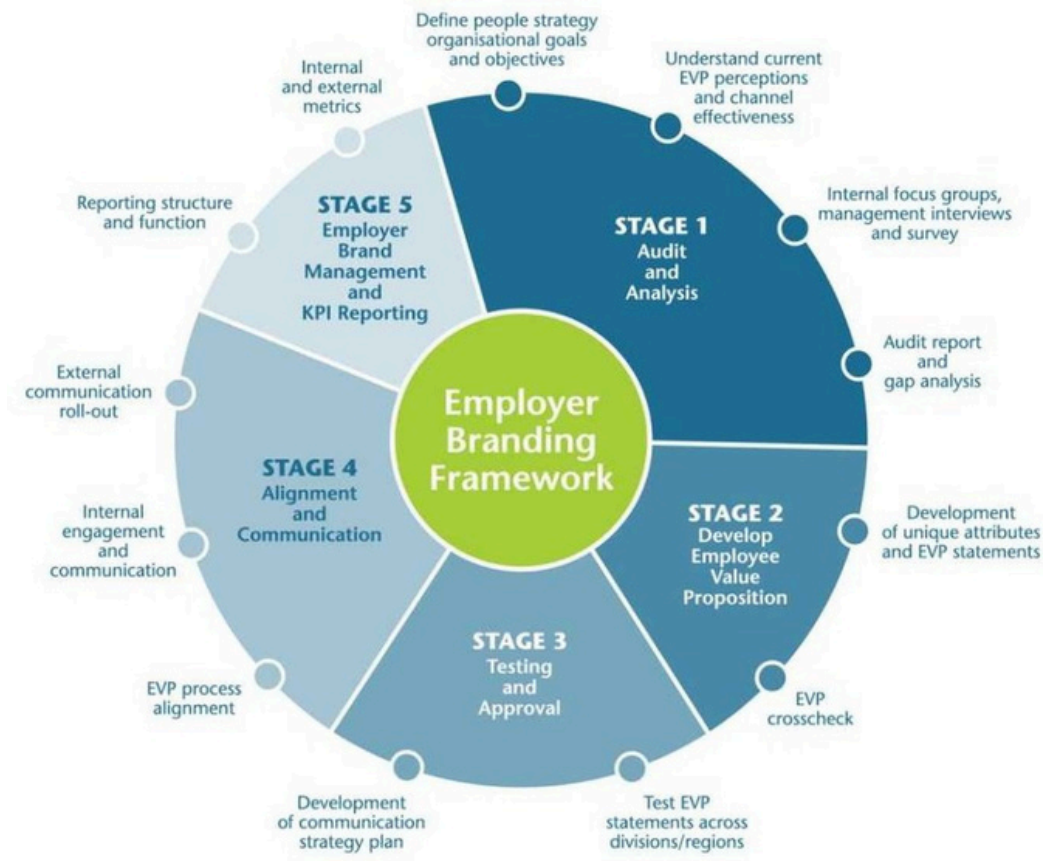 Define people strategy
organisational goals
and objectives
Understand current
EVP perceptions
and channel
effectiveness
Internal focus groups,
management interviews
and survey
Audit report
and
gap analysis
Development
of unique attributes
and EVP statements
EVP
crosscheck
Test EVP
statements across
divisions/regions
Development
of communication
strategy plan
EVP process
alignment
Internal
engagement
and
communication
External
communication
roll-out
Reporting structure
and function
Internal
and external
metrics
STAGE 1
Audit
and
Analysis
STAGE 2
Develop
Employee
Value
Proposition
STAGE 3
Testing
and
Approval
STAGE 4
Alignment
and
Communication
STAGE 5
Employer
Brand
Management
and
KPI Reporting
Employer
Branding
Framework